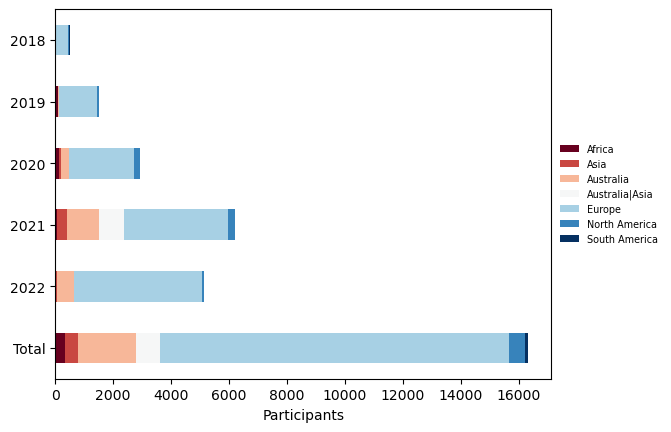 2018
2019
2020
2021
2022
Total
0 2000 4000 6000 8000 10000 12000 14000 16000
Participants
Africa
Asia
Australia
Australia|Asia
Europe
North America
South America